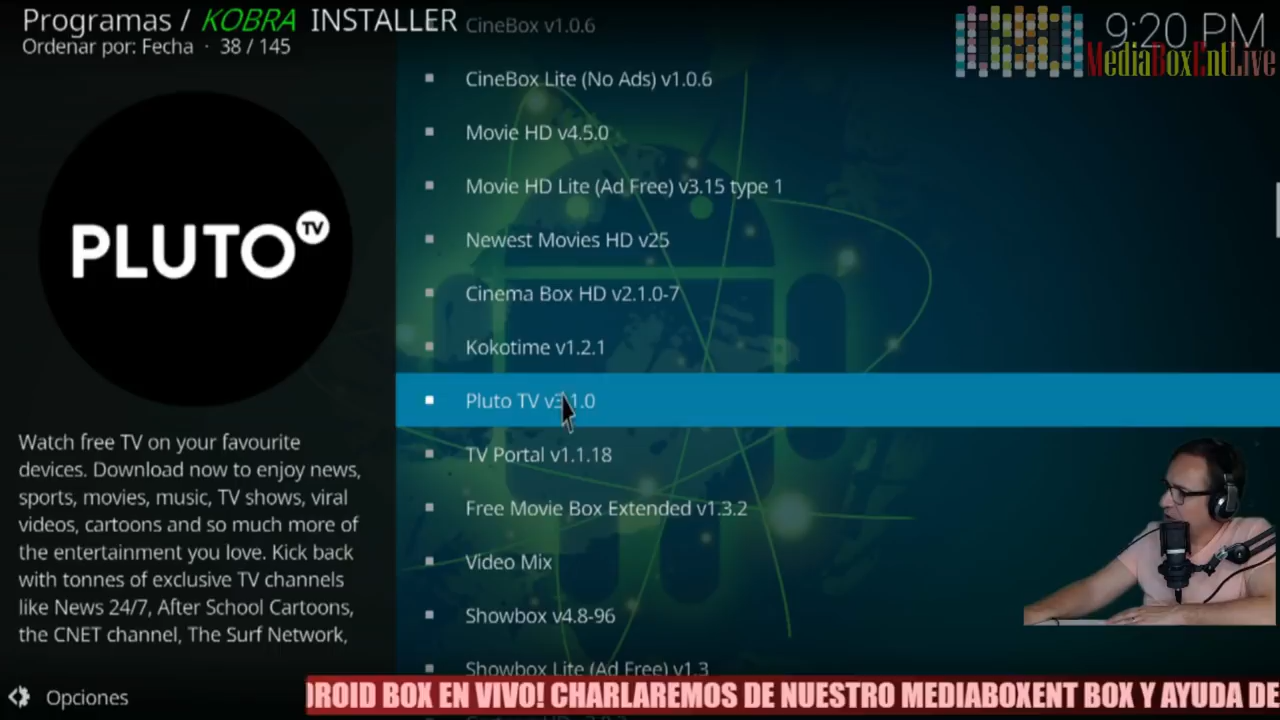 Programas / KOBRA INSTALLER
Ordenar por: Fecha · 38 / 145
9:20 PM
MediaBoxEntLive
PLUTO TV
Watch free TV on your favourite
devices. Download now to enjoy news,
sports, movies, music, TV shows, viral
videos, cartoons and so much more of
the entertainment you love. Kick back
with tonnes of exclusive TV channels
like News 24/7, After School Cartoons,
the CNET channel, The Surf Network,
CineBox v1.0.6
CineBox Lite (No Ads) v1.0.6
Movie HD v4.5.0
Movie HD Lite (Ad Free) v3.15 type 1
Newest Movies HD v25
Cinema Box HD v2.1.0-7
Kokotime v1.2.1
Pluto TV v3.1.0
TV Portal v1.1.18
Free Movie Box Extended v1.3.2
Video Mix
Showbox v4.8-96
Showbox Lite (Ad Free) v1.3
Opciones
DROID BOX EN VIVO! CHARLAREMOS DE NUESTRO MEDIABOXENT BOX Y AYUDA DE